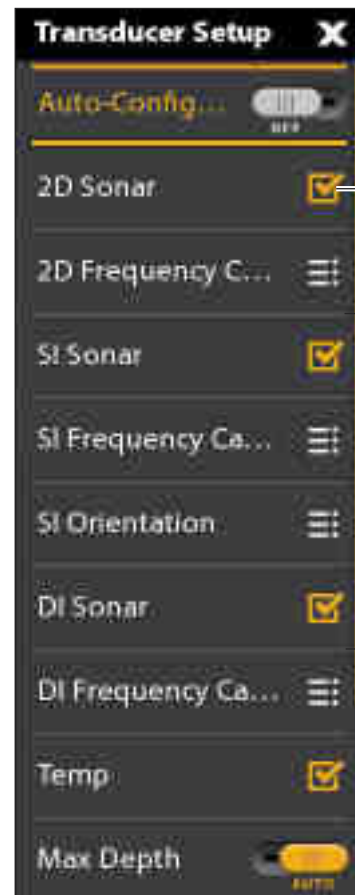 Transducer Setup X
Auto-Config...
OFF
2D Sonar
2D Frequency C...
SI Sonar
SI Frequency Ca...
SI Orientation
DI Sonar
DI Frequency Ca...
Temp
Max Depth
AUTO